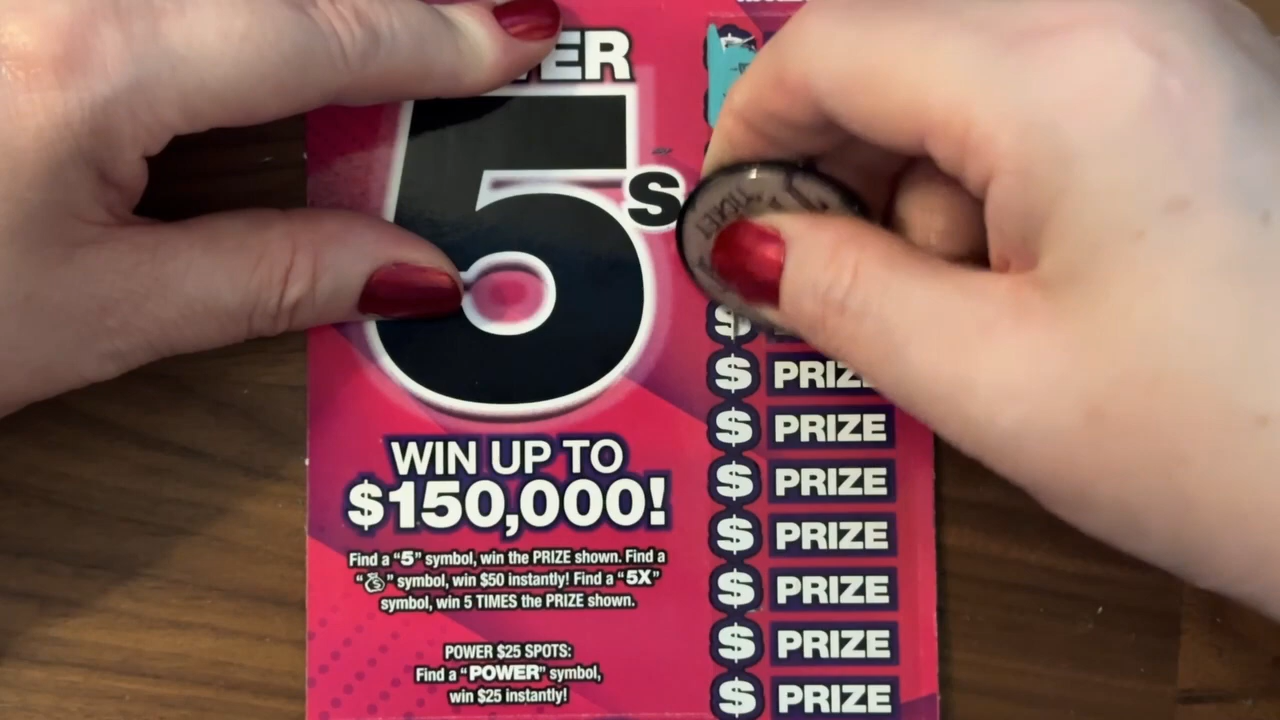 5
S
TICKET
WIN UP TO
$150,000!
Find a “5” symbol, win the PRIZE shown. Find a
“$” symbol, win $50 instantly! Find a “5X”
symbol, win 5 TIMES the PRIZE shown.
POWER $25 SPOTS:
Find a “POWER” symbol,
win $25 instantly!
$
$
$ PRIZE
$ PRIZE
$ PRIZE
$ PRIZE
$ PRIZE
$ PRIZE